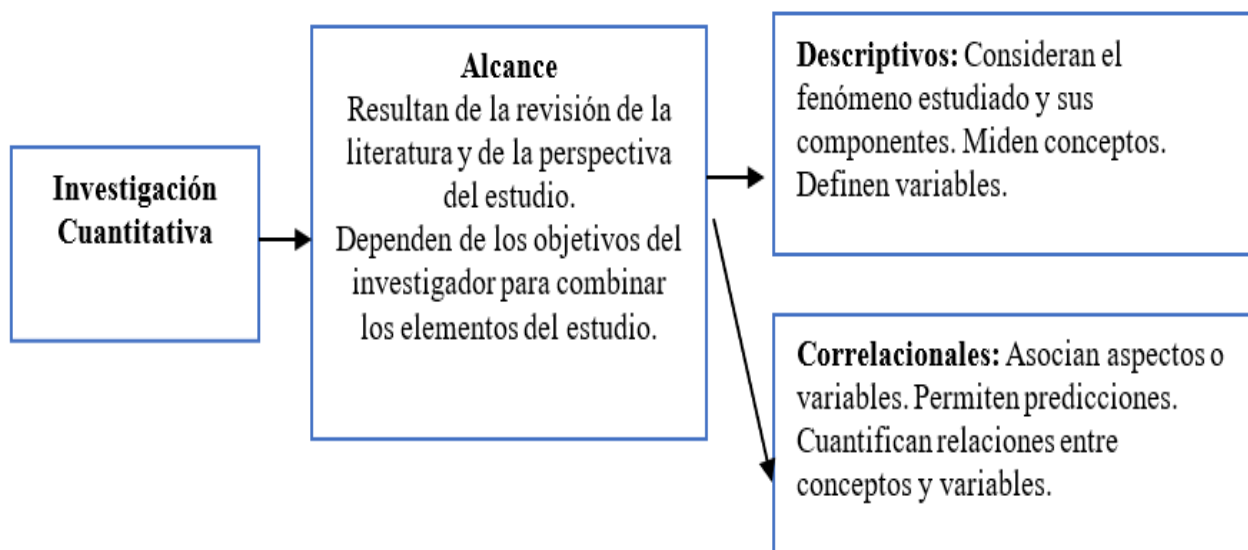 Investigación
Cuantitativa
Alcance
Resultan de la revisión de la
literatura y de la perspectiva
del estudio.
Dependen de los objetivos del
investigador para combinar
los elementos del estudio.
Descriptivos: Consideran el
fenómeno estudiado y sus
componentes. Miden conceptos.
Definen variables.
Correlacionales: Asocian aspectos o
variables. Permiten predicciones.
Cuantifican relaciones entre
conceptos y variables.